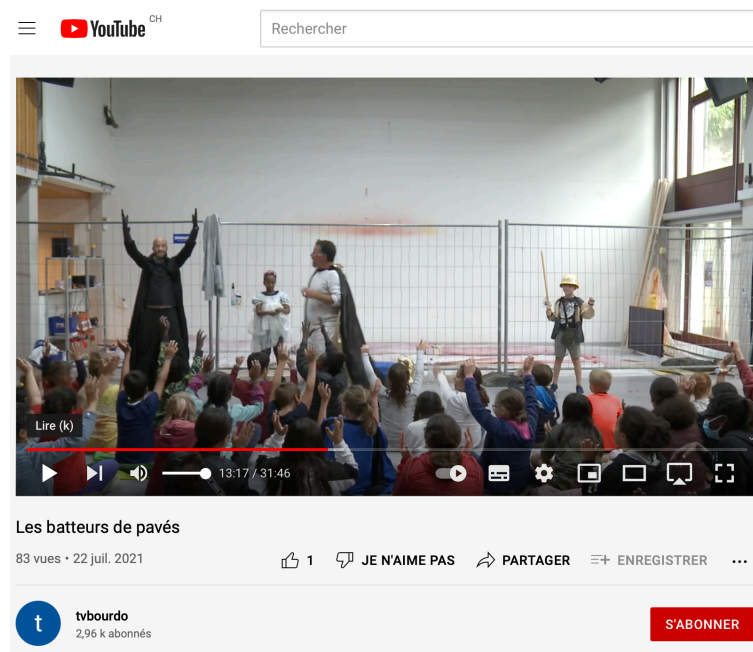 YouTube CH
Rechercher
Lire (k)
13:17 / 31:46
Les batteurs de pavés
83 vues • 22 juil. 2021
1 JE N'AIME PAS PARTAGER ENREGISTRER
t
tvbourdo
2,96 k abonnés
S'ABONNER